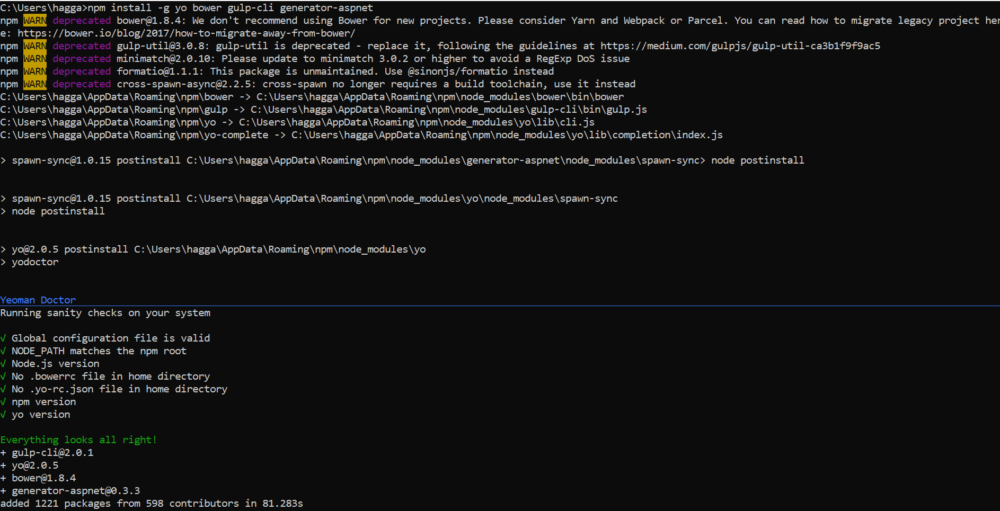 C:\Users\hagga>npm install -g yo bower gulp-cli generator-aspnet
npm WARN deprecated bower@1.8.4: We don't recommend using Bower for new projects. Please consider Yarn and Webpack or Parcel. You can read how to migrate legacy project her
e: https://bower.io/blog/2017/how-to-migrate-away-from-bower/
npm WARN deprecated gulp-util@3.0.8: gulp-util is deprecated - replace it, following the guidelines at https://medium.com/gulpjs/gulp-util-ca3b1f9f9ac5
npm WARN deprecated minimatch@2.0.10: Please update to minimatch 3.0.2 or higher to avoid a RegExp DoS issue
npm WARN deprecated formatio@1.1.1: This package is unmaintained. Use @sinonjs/formatio instead
npm WARN deprecated cross-spawn-async@2.2.5: cross-spawn no longer requires a build toolchain, use it instead
C:\Users\hagga\AppData\Roaming\npm\bower -> C:\Users\hagga\AppData\Roaming\npm\node_modules\bower\bin\bower
C:\Users\hagga\AppData\Roaming\npm\gulp -> C:\Users\hagga\AppData\Roaming\npm\node_modules\gulp-cli\bin\gulp.js
C:\Users\hagga\AppData\Roaming\npm\yo -> C:\Users\hagga\AppData\Roaming\npm\node_modules\yo\lib\cli.js
C:\Users\hagga\AppData\Roaming\npm\yo-complete -> C:\Users\hagga\AppData\Roaming\npm\node_modules\yo\lib\completion\index.js
> spawn-sync@1.0.15 postinstall C:\Users\hagga\AppData\Roaming\npm\node_modules\generator-aspnet\node_modules\spawn-sync> node postinstall
> spawn-sync@1.0.15 postinstall C:\Users\hagga\AppData\Roaming\npm\node_modules\yo\node_modules\spawn-sync
> node postinstall
> yo@2.0.5 postinstall C:\Users\hagga\AppData\Roaming\npm\node_modules\yo
> yodoctor
Yeoman Doctor
Running sanity checks on your system
√ Global configuration file is valid
√ NODE_PATH matches the npm root
√ Node.js version
√ No .bowerrc file in home directory
√ No .yo-rc.json file in home directory
√ npm version
√ yo version
Everything looks all right!
+ gulp-cli@2.0.1
+ yo@2.0.5
+ bower@1.8.4
+ generator-aspnet@0.3.3
added 1221 packages from 598 contributors in 81.283s